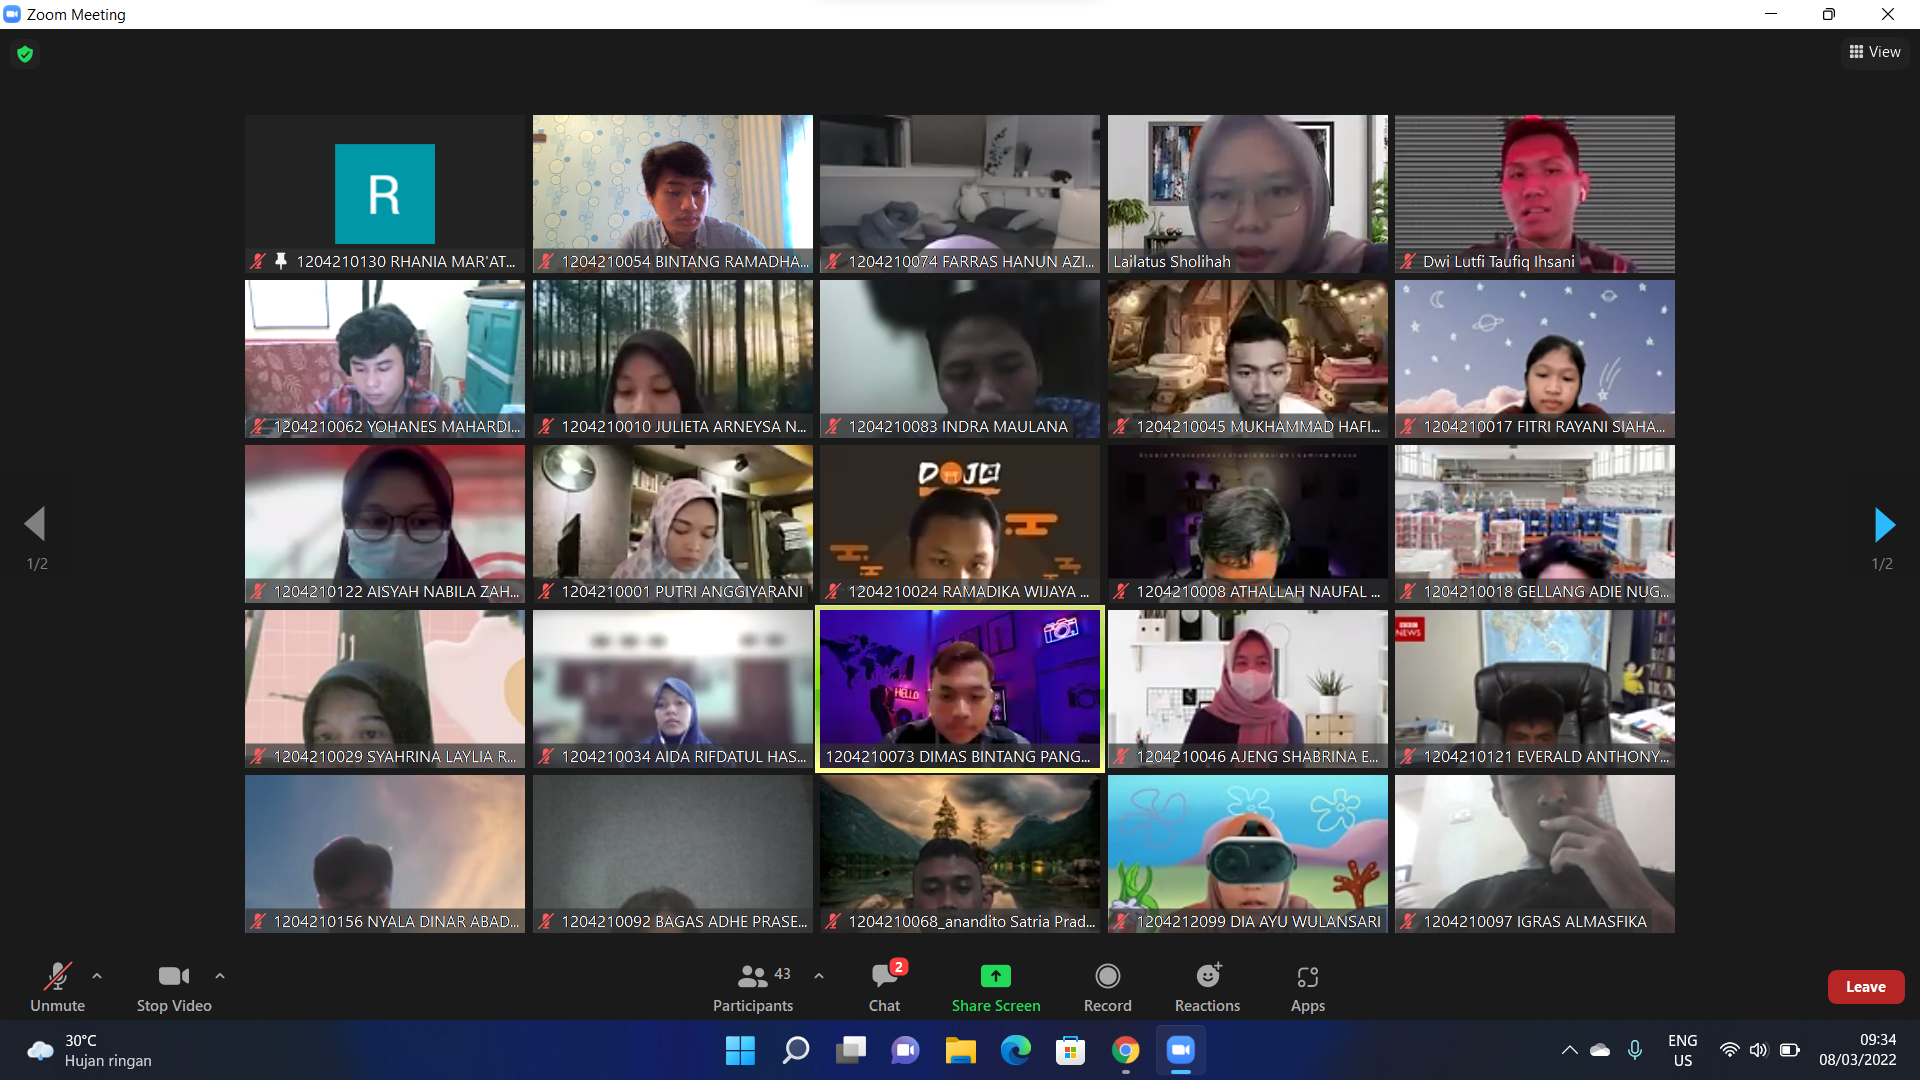 Zoom Meeting
View
R
1204210130 RHANIA MAR'AT...
1204210054 BINTANG RAMADHA...
1204210074 FARRAS HANUN AZI...
Lailatus Sholihah
Dwi Lutfi Taufiq Ihsani
1204210062 YOHANES MAHARDI...
1204210010 JULIETA ARNEYSA N...
1204210083 INDRA MAULANA
1204210045 MUKHAMMAD HAFI...
1204210017 FITRI RAYANI SIAHA...
DOJO
1204210122 AISYAH NABILA ZAH...
1204210001 PUTRI ANGGIYARANI
1204210024 RAMADIKA WIJAYA ...
1204210008 ATHALLAH NAUFAL ...
1204210018 GELLANG ADIE NUG...
1/2
1/2
HELLO
BBC
NEWS
1204210029 SYAHRINA LAYLIA R...
1204210034 AIDA RIFDATUL HAS...
1204210073 DIMAS BINTANG PANG...
1204210046 AJENG SHABRINA E...
1204210121 EVERALD ANTHONY...
1204210156 NYALA DINAR ABAD...
1204210092 BAGAS ADHE PRASE...
1204210068_anandito Satria Prad...
1204212099 DIA AYU WULANSARI
1204210097 IGRAS ALMASFIKA
Unmute
Stop Video
43
Participants
2
Chat
Share Screen
Record
Reactions
Apps
Leave
30°C
Hujan ringan
ENG
US
09:34
08/03/2022